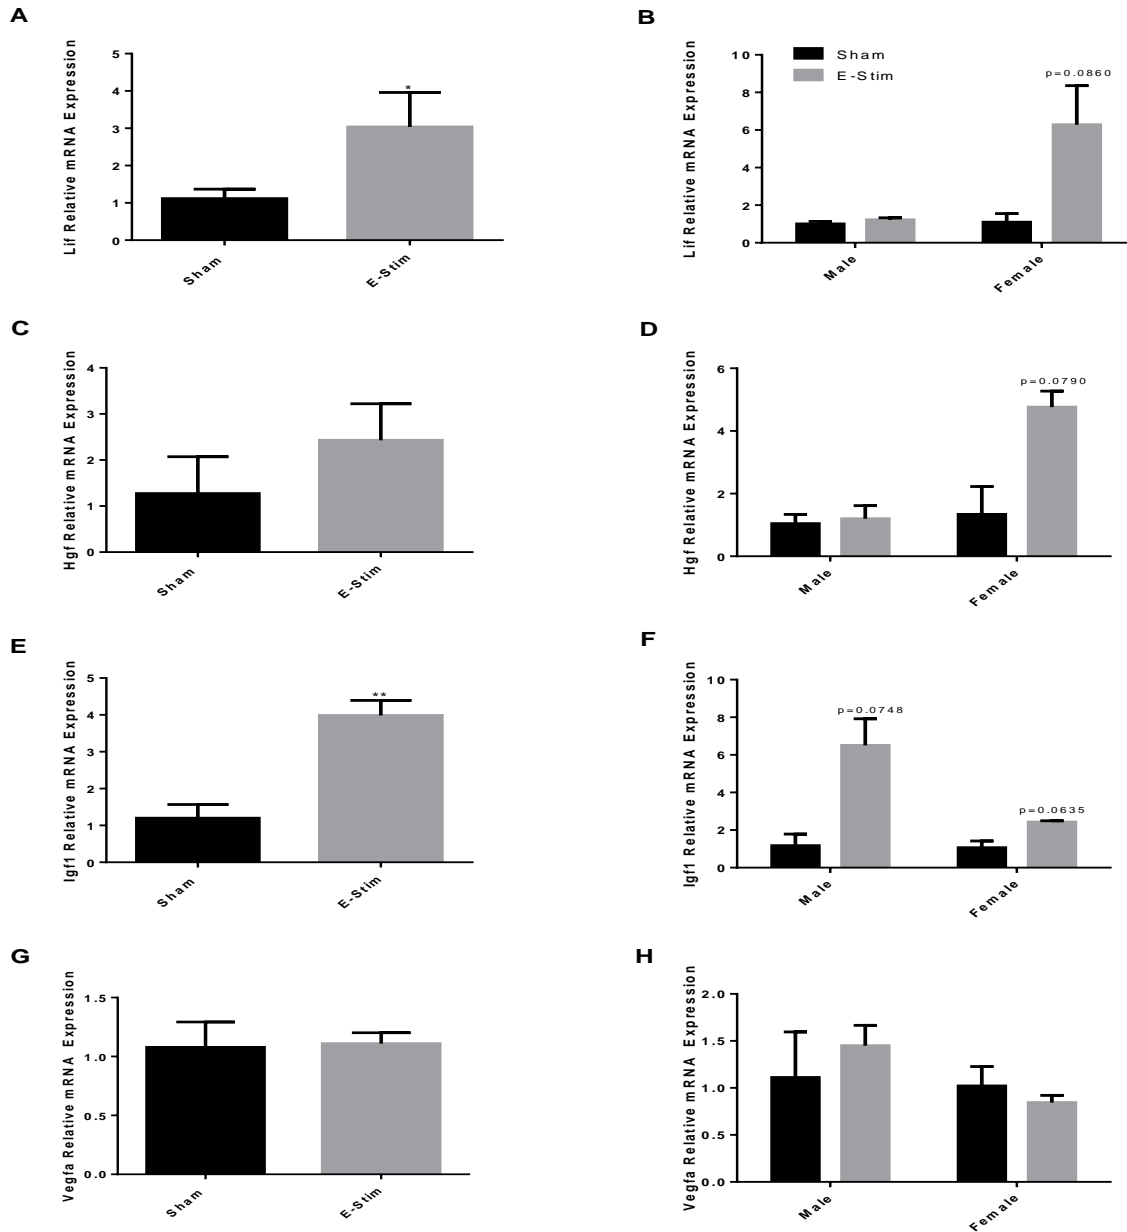 A
Lif Relative mRNA Expression
5
4
3
2
1
0
*
Sham
E-Stim
B
Lif Relative mRNA Expression
10
8
6
4
2
0
Sham
E-Stim
p=0.0860
Male
Female
C
Hgf Relative mRNA Expression
4
3
2
1
0
Sham
E-Stim
D
Hgf Relative mRNA Expression
6
4
2
0
p=0.0790
Male
Female
E
Igf1 Relative mRNA Expression
5
4
3
2
1
0
**
Sham
E-Stim
F
Igf1 Relative mRNA Expression
10
8
6
4
2
0
p=0.0748
p=0.0635
Male
Female
G
Vegfa Relative mRNA Expression
1.5
1.0
0.5
0.0
Sham
E-Stim
H
Vegfa Relative mRNA Expression
2.0
1.5
1.0
0.5
0.0
Male
Female